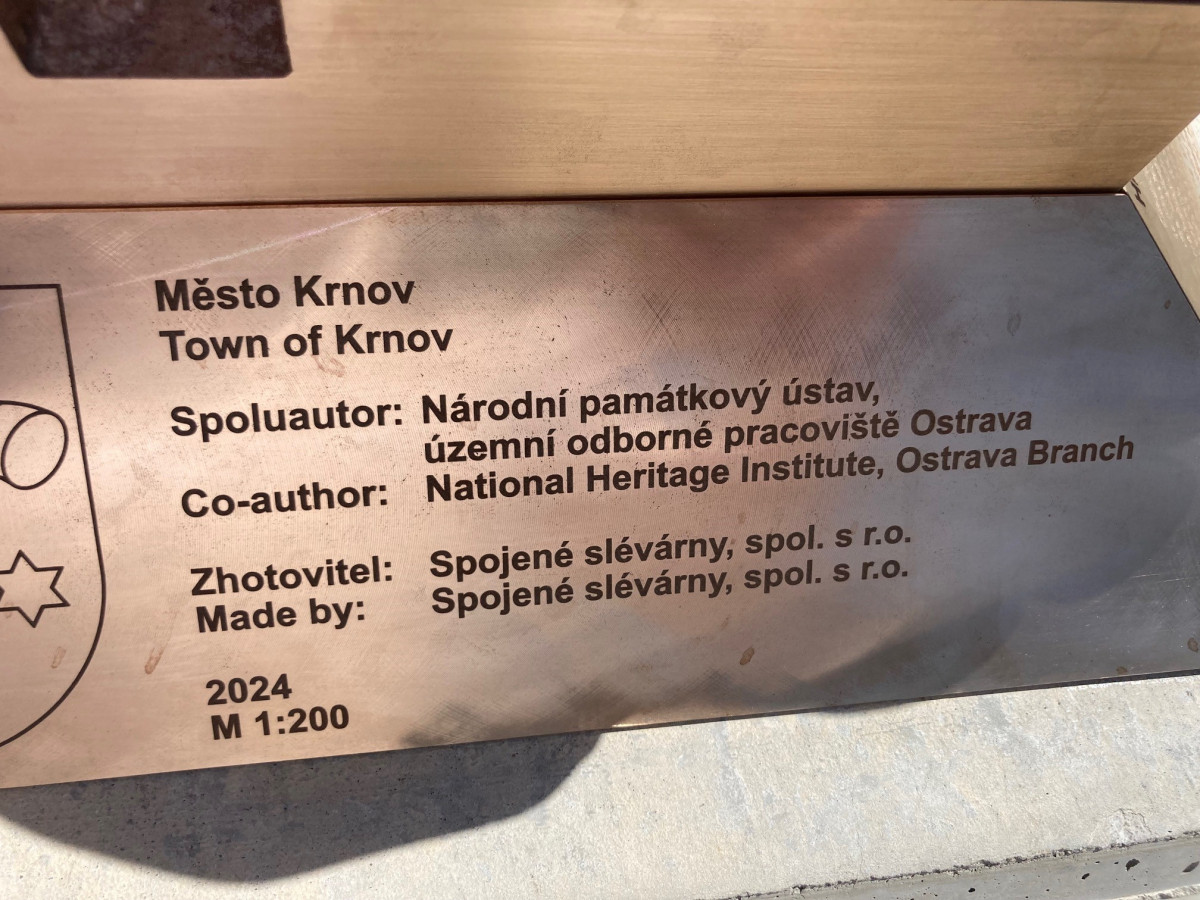 Město Krnov
Town of Krnov
Spoluautor: Národní památkový ústav,
územní odborné pracoviště Ostrava
Co-author: National Heritage Institute, Ostrava Branch
Zhotovitel: Spojené slévárny, spol. s r.o.
Made by: Spojené slévárny, spol. s r.o.
2024
M 1:200